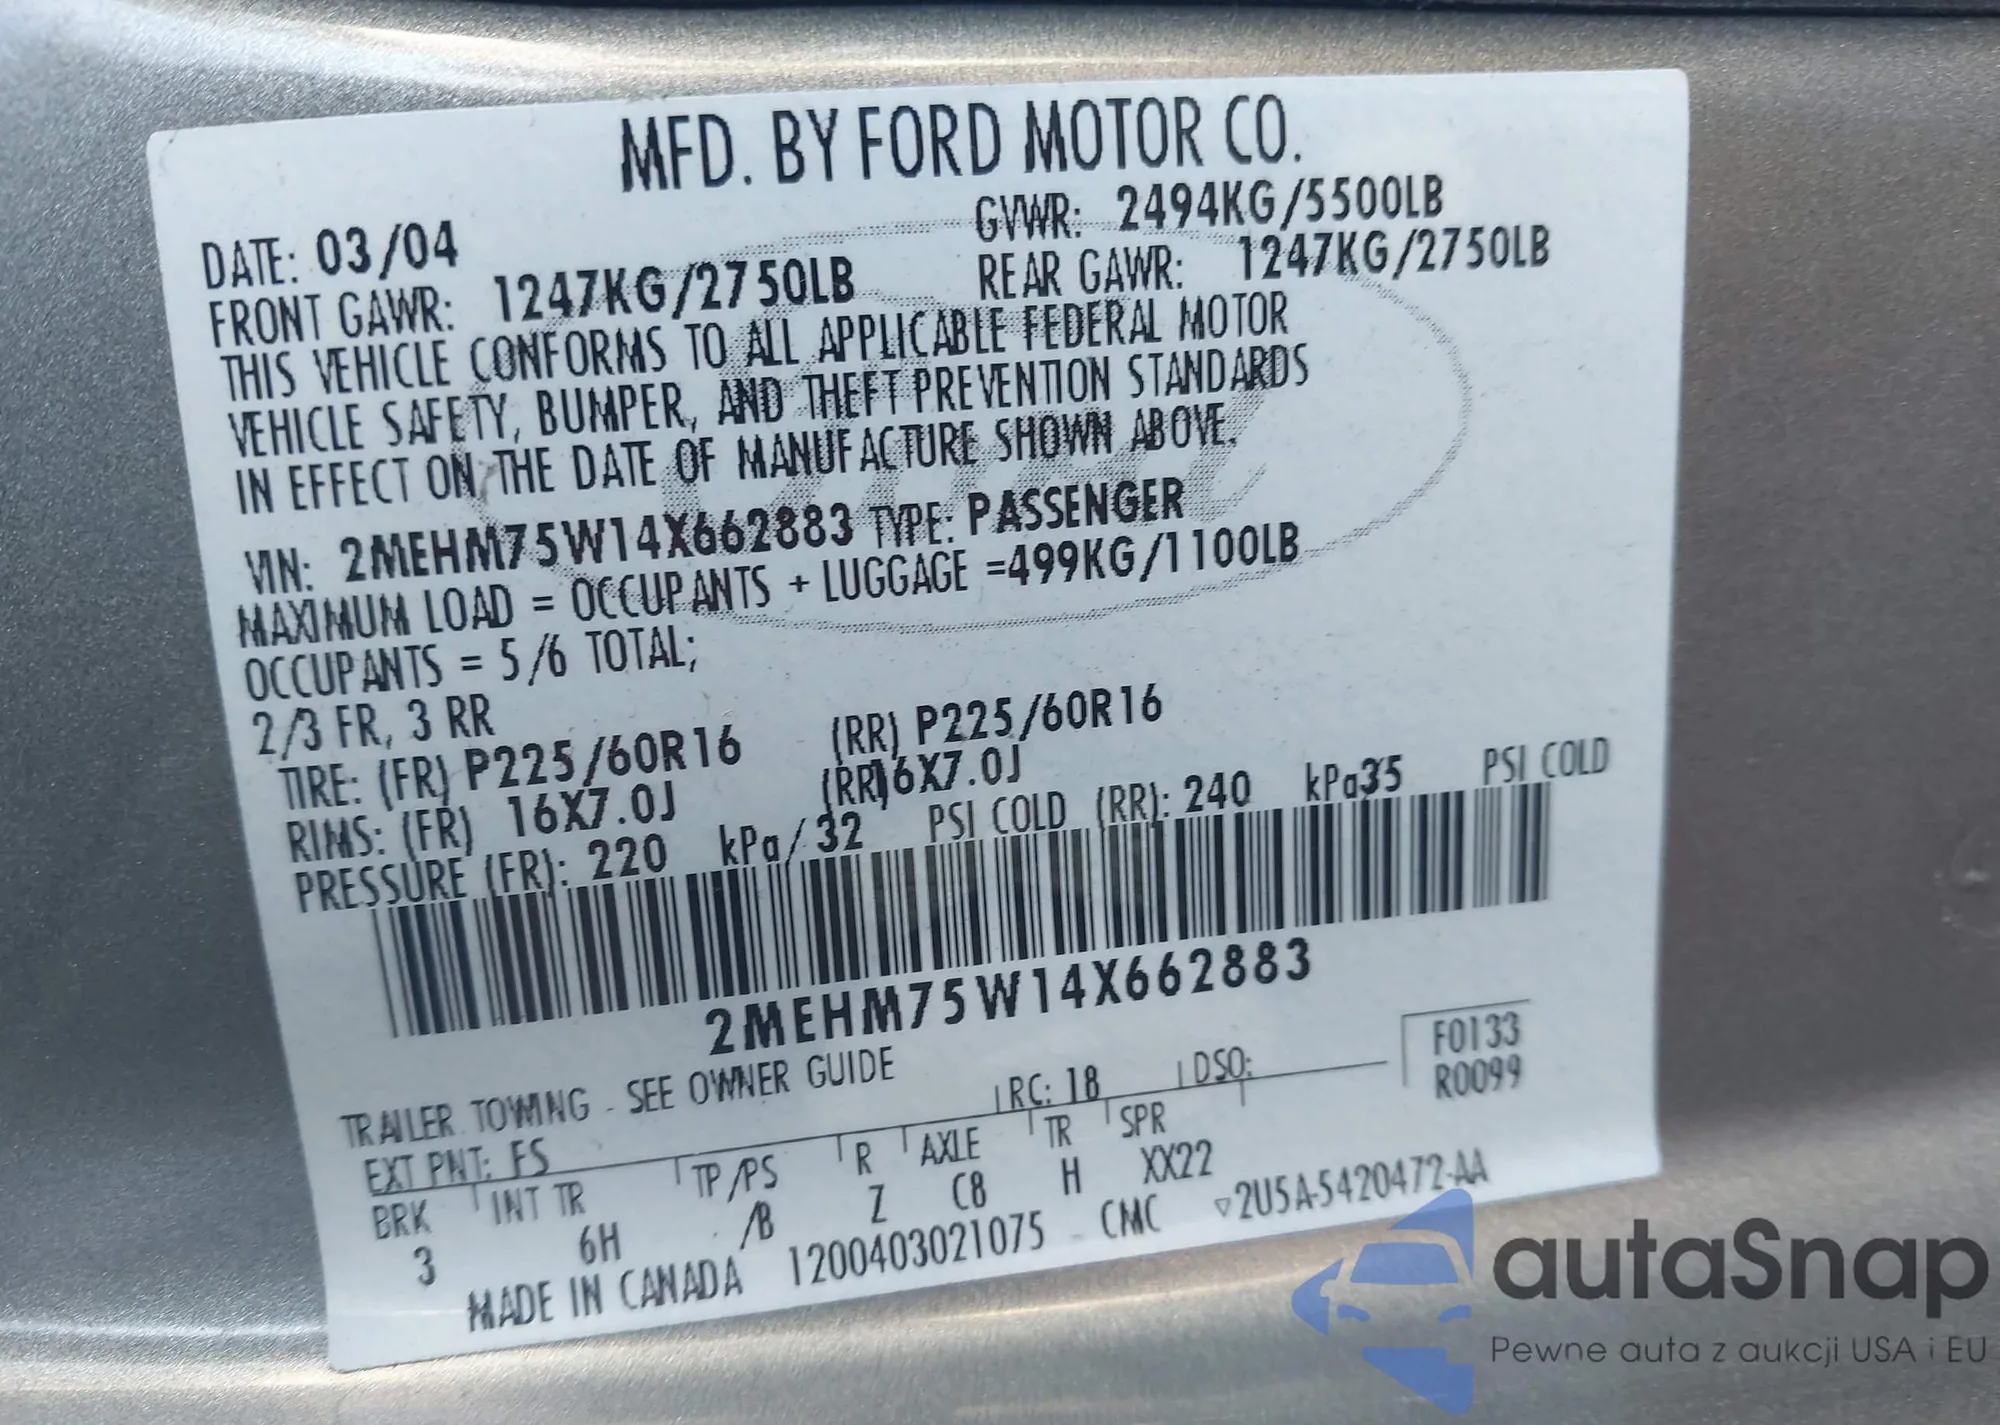 MFD. BY FORD MOTOR CO.
DATE: 03/04 GVWR: 2494KG/5500LB
FRONT GAWR: 1247KG/2750LB REAR GAWR: 1247KG/2750LB
THIS VEHICLE CONFORMS TO ALL APPLICABLE FEDERAL MOTOR
VEHICLE SAFETY, BUMPER, AND THEFT PREVENTION STANDARDS
IN EFFECT ON THE DATE OF MANUFACTURE SHOWN ABOVE.
VIN: 2MEHM75W14X662883 TYPE: PASSENGER
MAXIMUM LOAD = OCCUPANTS + LUGGAGE =499KG/1100LB
OCCUPANTS = 5/6 TOTAL;
2/3 FR, 3 RR
TIRE: (FR) P225/60R16 (RR) P225/60R16
RIMS: (FR) 16X7.0J (RR)16X7.0J
PRESSURE (FR): 220 kPa/ 32 PSI COLD (RR): 240 kPa35 PSI COLD
2MEHM75W14X662883
TRAILER TOWING - SEE OWNER GUIDE
EXT PNT: FS RC: 18 DSO: F0133
R0099
BRK INT TR TP/PS R AXLE TR SPR
3 6H /B Z C8 H XX22
MADE IN CANADA 1200403021075 - CMC ▽2U5A-5420472-AA
autaSnap
Pewne auta z aukcji USA i EU